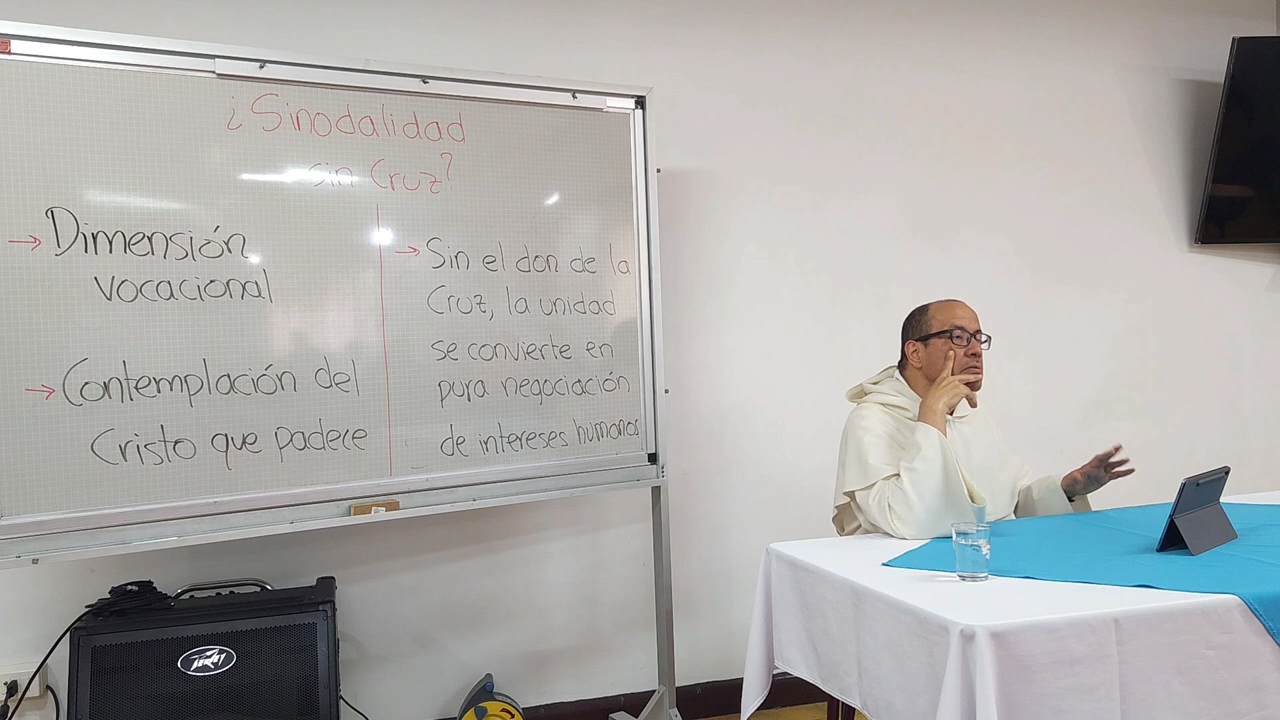 ¿Sinodalidad
sin Cruz?
→ Dimensión
vocacional
→ Contemplación del
Cristo que padece
→ Sin el don de la
Cruz, la unidad
se convierte en
pura negociación
de intereses humanos
PEAVEY